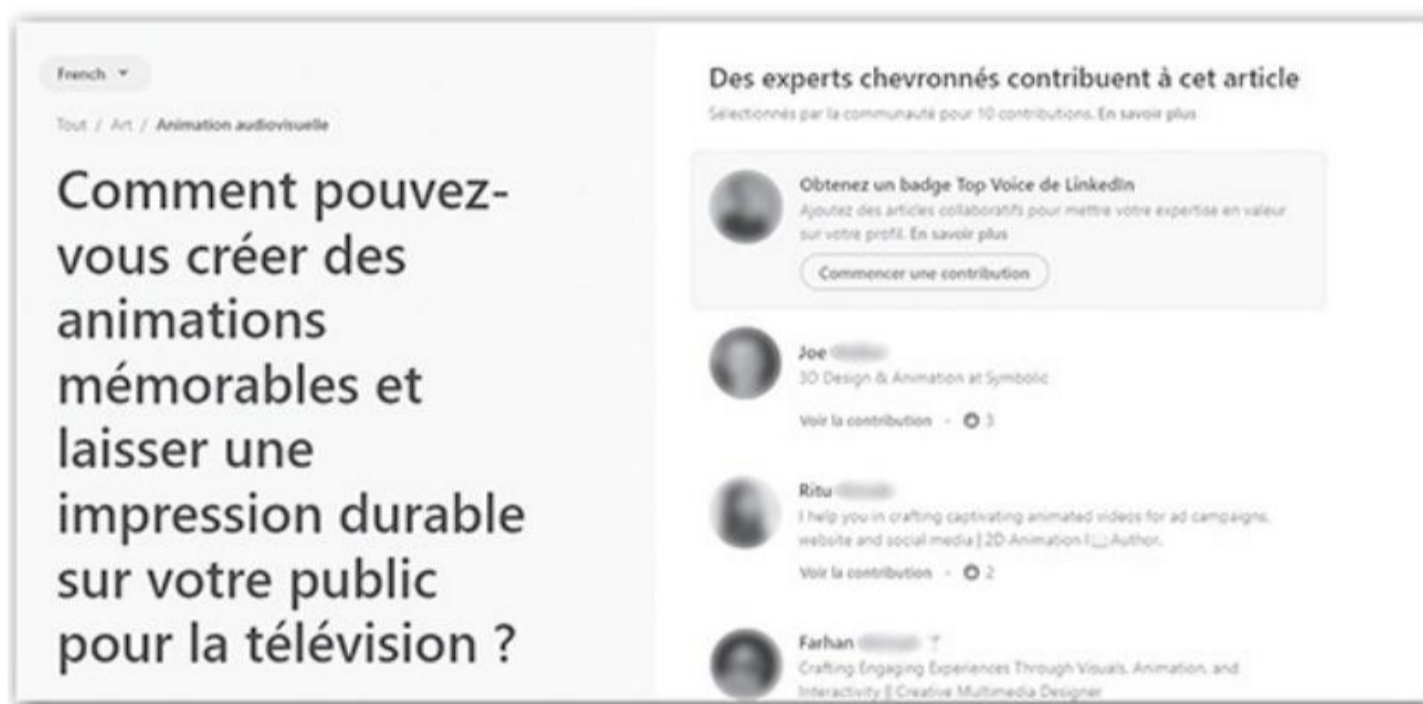 French
Tout / Art / Animation audiovisuelle
Comment pouvez-
vous créer des
animations
mémorables et
laisser une
impression durable
sur votre public
pour la télévision ?
Des experts chevronnés contribuent à cet article
Sélectionnés par la communauté pour 10 contributions. En savoir plus
Obtenez un badge Top Voice de LinkedIn
Ajoutez des articles collaboratifs pour mettre votre expertise en valeur
sur votre profil. En savoir plus
Commencer une contribution
Joe
3D Design & Animation at Symbolic
Voir la contribution - 3
Ritu
I help you in crafting captivating animated videos for ad campaigns,
website and social media | 2D Animation | Author,
Voir la contribution - 2
Farhan
Crafting Engaging Experiences Through Visuals, Animation, and
Interactivity || Creative Multimedia Designer